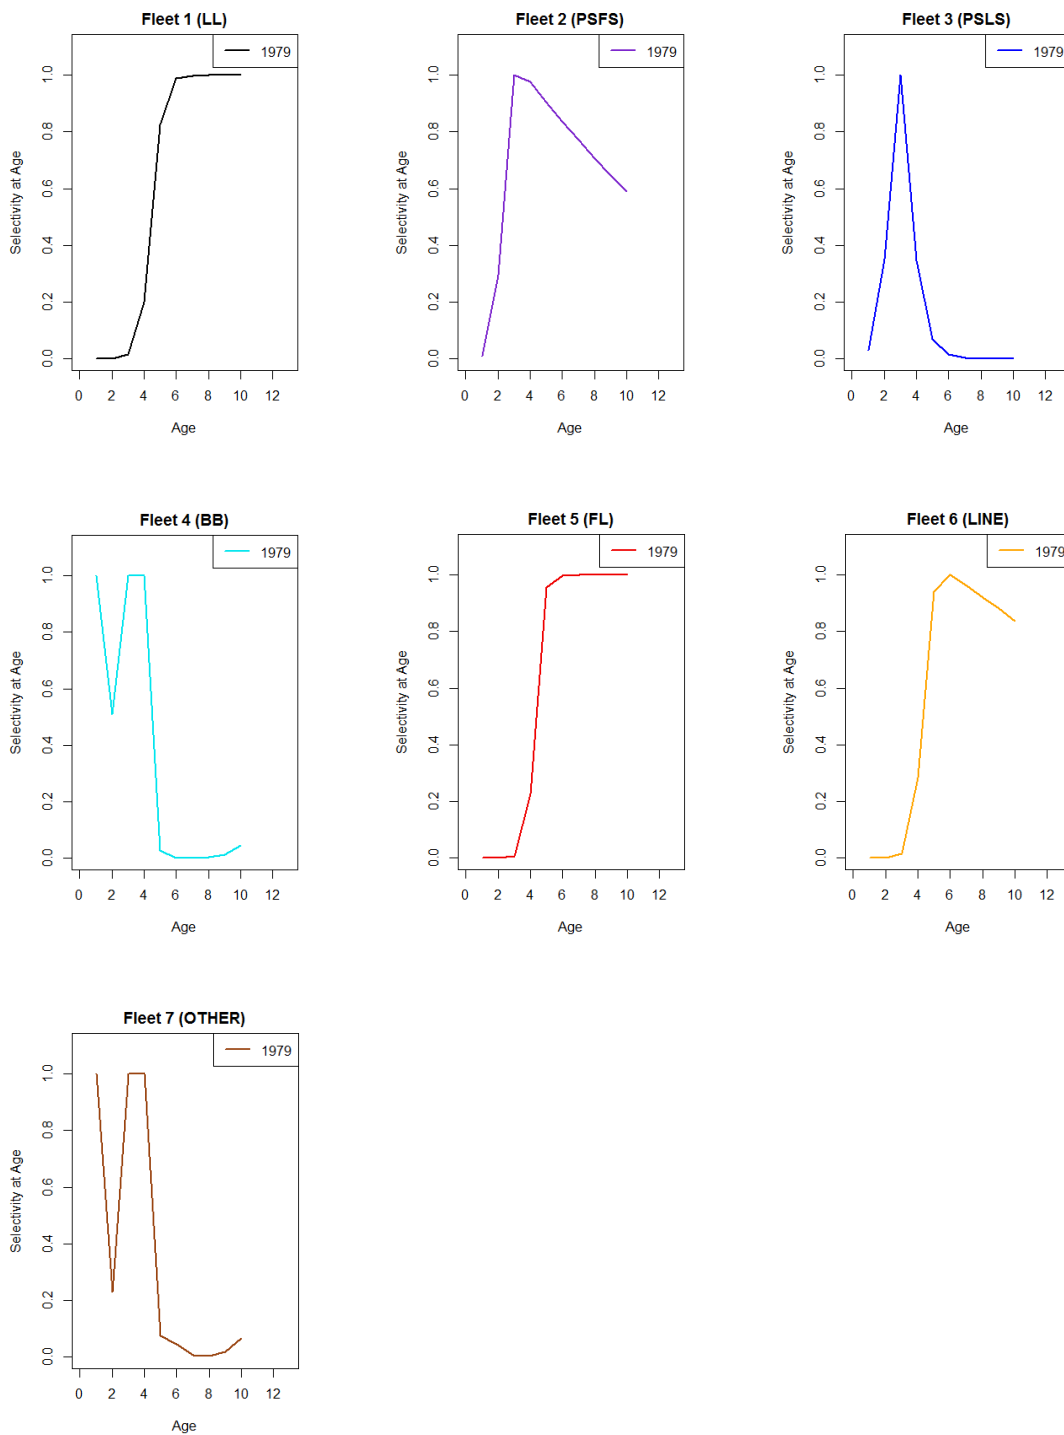 Fleet 1 (LL)
1979
Selectivity at Age
0.0 0.2 0.4 0.6 0.8 1.0
0 2 4 6 8 10 12
Age
Fleet 2 (PSFS)
1979
Selectivity at Age
0.0 0.2 0.4 0.6 0.8 1.0
0 2 4 6 8 10 12
Age
Fleet 3 (PSLS)
1979
Selectivity at Age
0.0 0.2 0.4 0.6 0.8 1.0
0 2 4 6 8 10 12
Age
Fleet 4 (BB)
1979
Selectivity at Age
0.0 0.2 0.4 0.6 0.8 1.0
0 2 4 6 8 10 12
Age
Fleet 5 (FL)
1979
Selectivity at Age
0.0 0.2 0.4 0.6 0.8 1.0
0 2 4 6 8 10 12
Age
Fleet 6 (LINE)
1979
Selectivity at Age
0.0 0.2 0.4 0.6 0.8 1.0
0 2 4 6 8 10 12
Age
Fleet 7 (OTHER)
1979
Selectivity at Age
0.0 0.2 0.4 0.6 0.8 1.0
0 2 4 6 8 10 12
Age